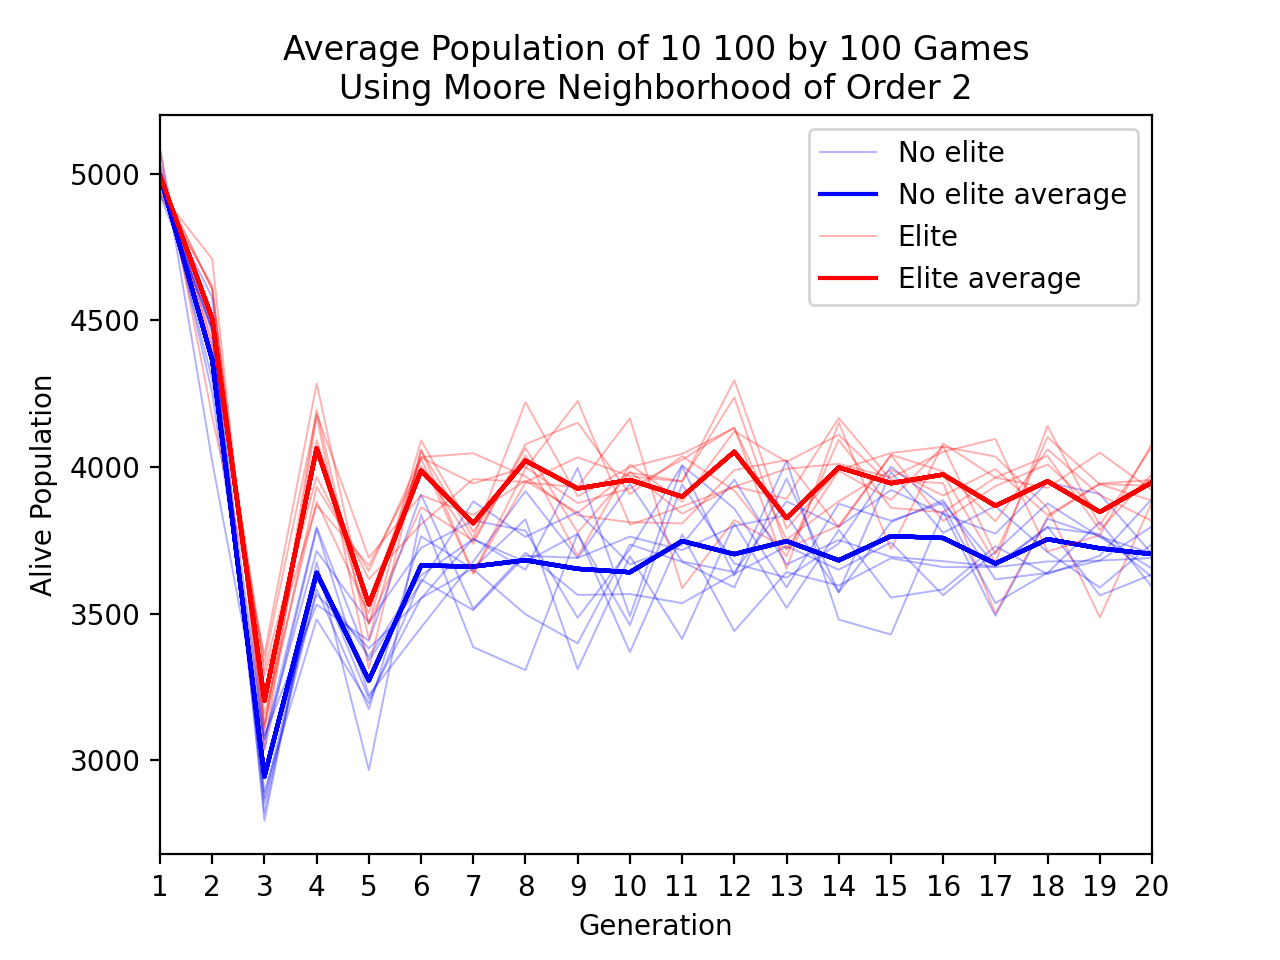 Average Population of 10 100 by 100 Games
Using Moore Neighborhood of Order 2
No elite
No elite average
Elite
Elite average
5000
4500
4000
3500
3000
Alive Population
1 2 3 4 5 6 7 8 9 10 11 12 13 14 15 16 17 18 19 20
Generation